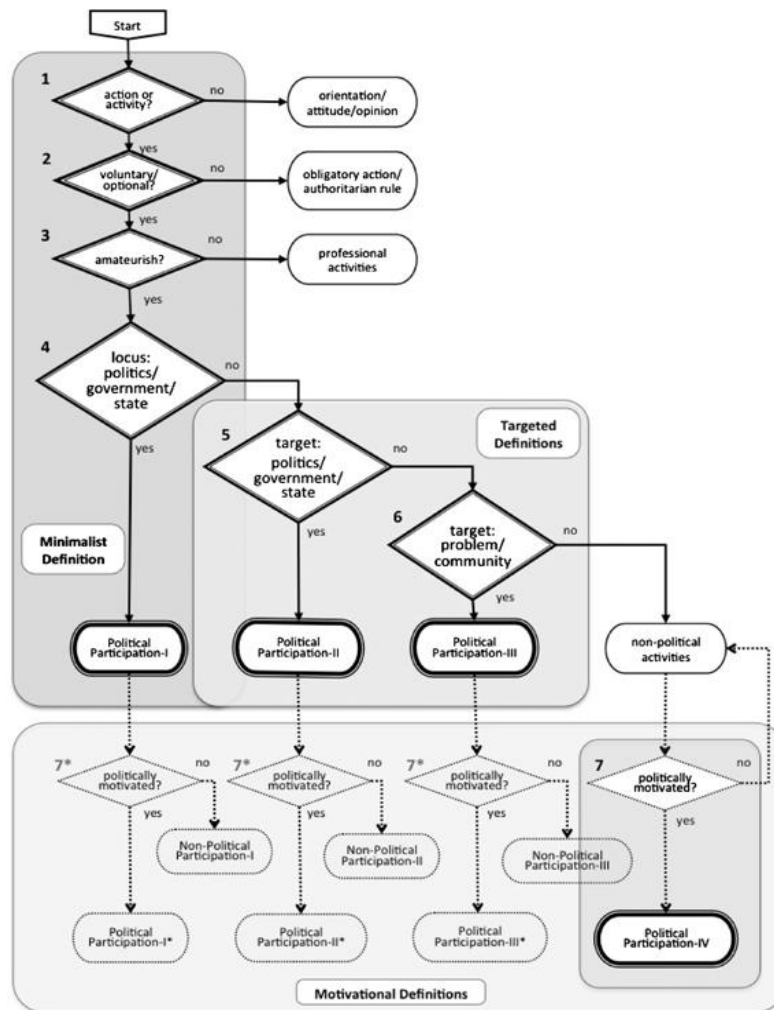 Start
1
action or
activity?
no
orientation/
attitude/opinion
yes
2
voluntary/
optional?
no
obligatory action/
authoritarian rule
yes
3
amateurish?
no
professional
activities
yes
4
locus:
politics/
government/
state
no
yes
Targeted
Definitions
5
target:
politics/
government/
state
no
yes
6
target:
problem/
community
no
yes
Minimalist
Definition
Political
Participation-I
Political
Participation-II
Political
Participation-III
non-political
activities
7*
politically
motivated?
no
yes
Non-Political
Participation-I
7*
politically
motivated?
no
yes
Non-Political
Participation-II
7*
politically
motivated?
no
yes
Non-Political
Participation-III
7
politically
motivated?
no
yes
Political
Participation-I*
Political
Participation-II*
Political
Participation-III*
Political
Participation-IV
Motivational Definitions